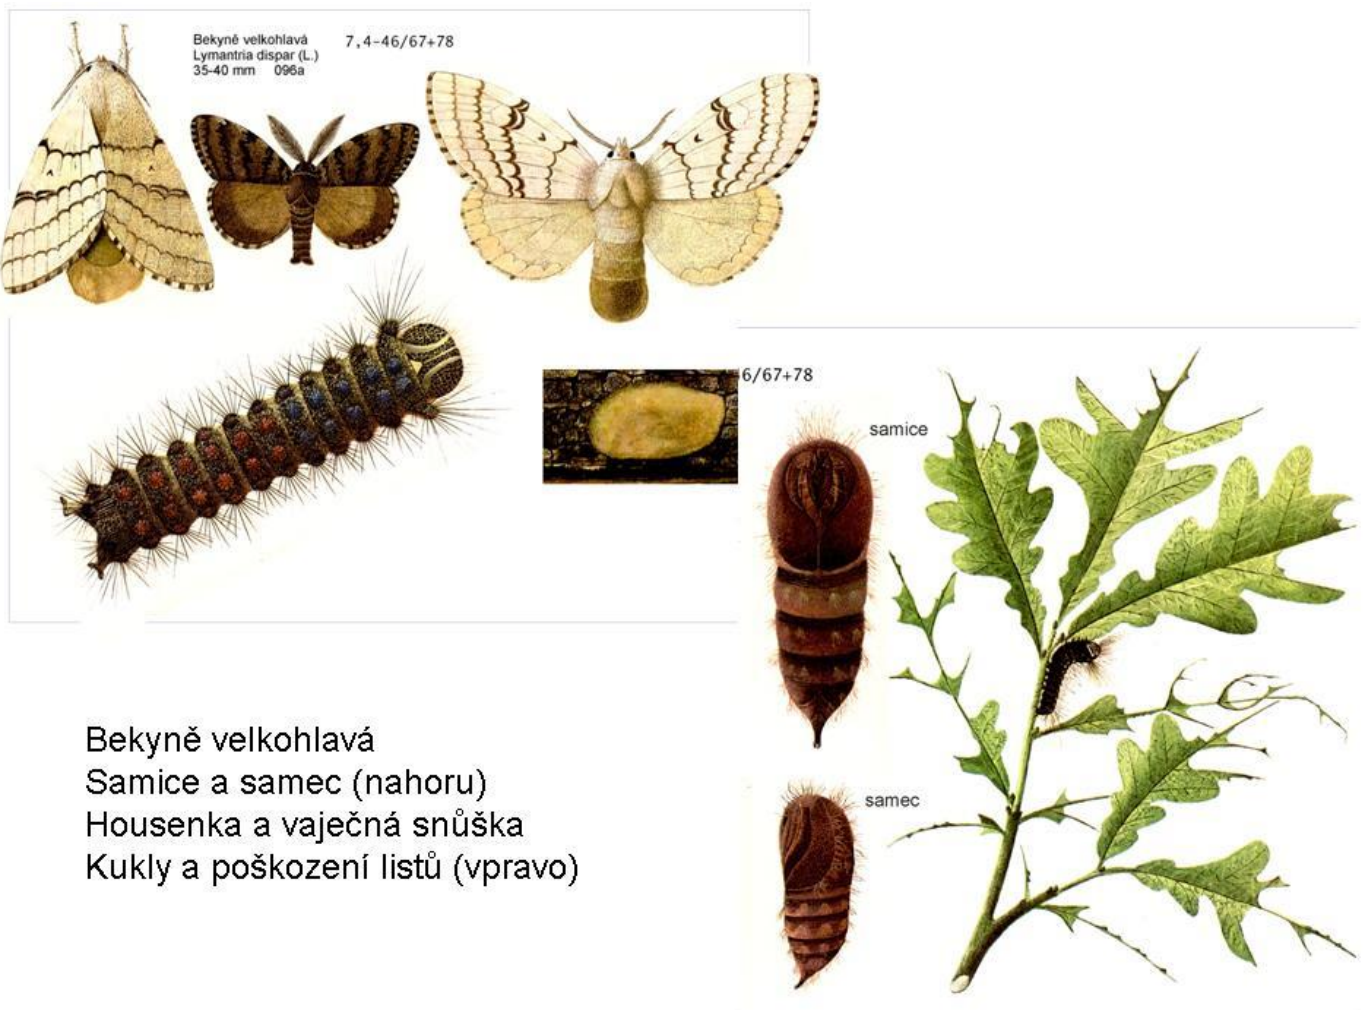 Bekyně velkohlavá 7,4-46/67+78
Lymantria dispar (L.)
35-40 mm 096a
6/67+78
samice
samec
Bekyně velkohlavá
Samice a samec (nahoru)
Housenka a vaječná snůška
Kukly a poškození listů (vpravo)